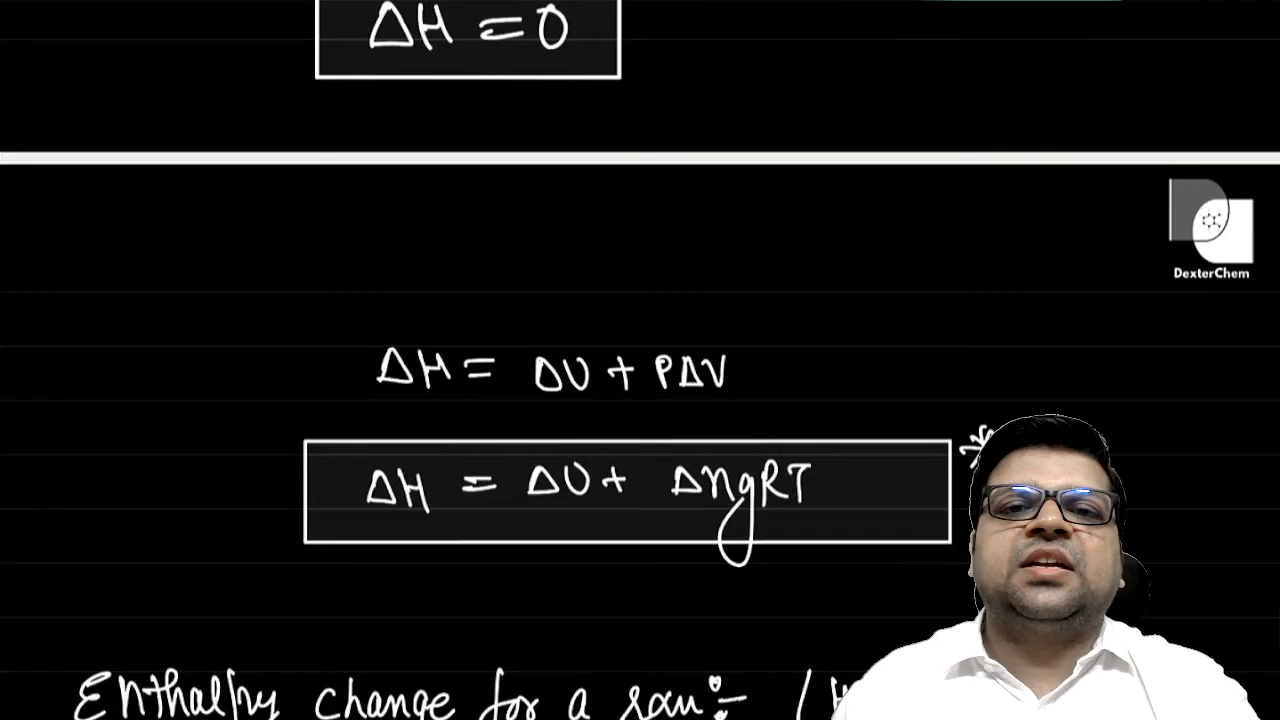 ΔH = 0
DexterChem
ΔH = ΔU + PΔV
ΔH = ΔU + ΔngRT
Enthalpy change for a rxn :-